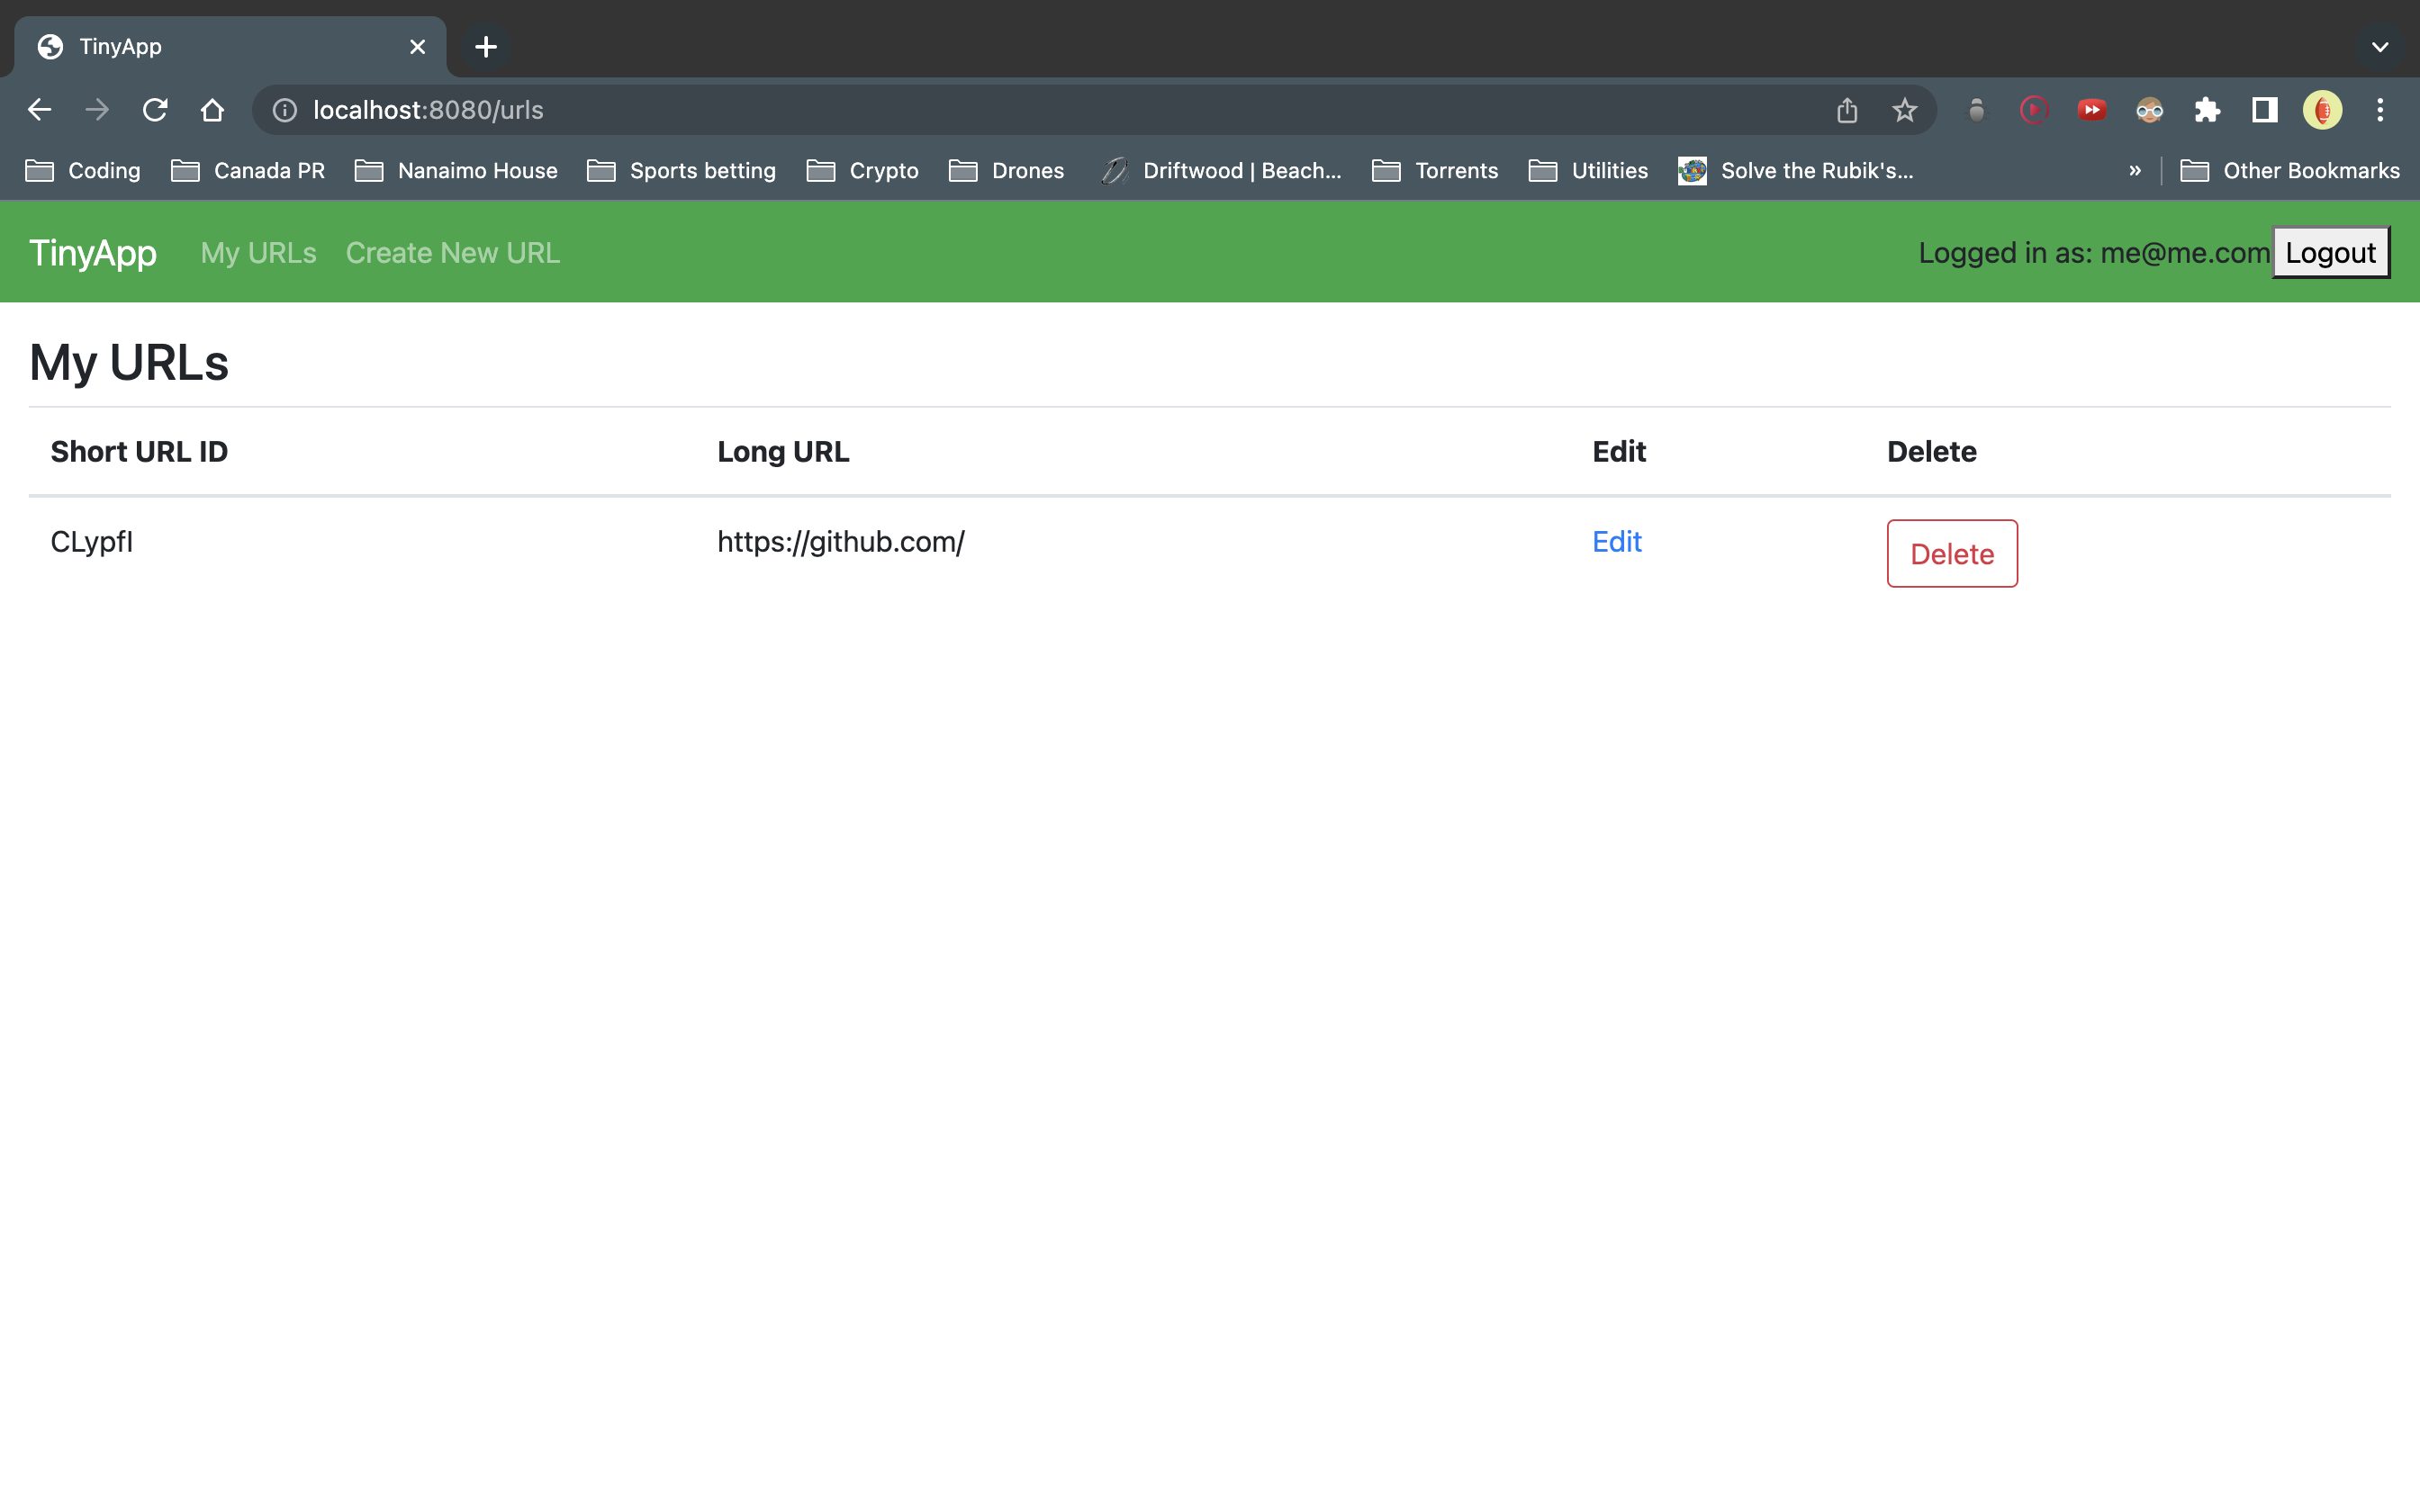 TinyApp
localhost:8080/urls
Coding Canada PR Nanaimo House Sports betting Crypto Drones Driftwood | Beach... Torrents Utilities Solve the Rubik's... » Other Bookmarks
TinyApp My URLs Create New URL Logged in as: me@me.com Logout
My URLs
Short URL ID Long URL Edit Delete
CLypfI https://github.com/ Edit Delete